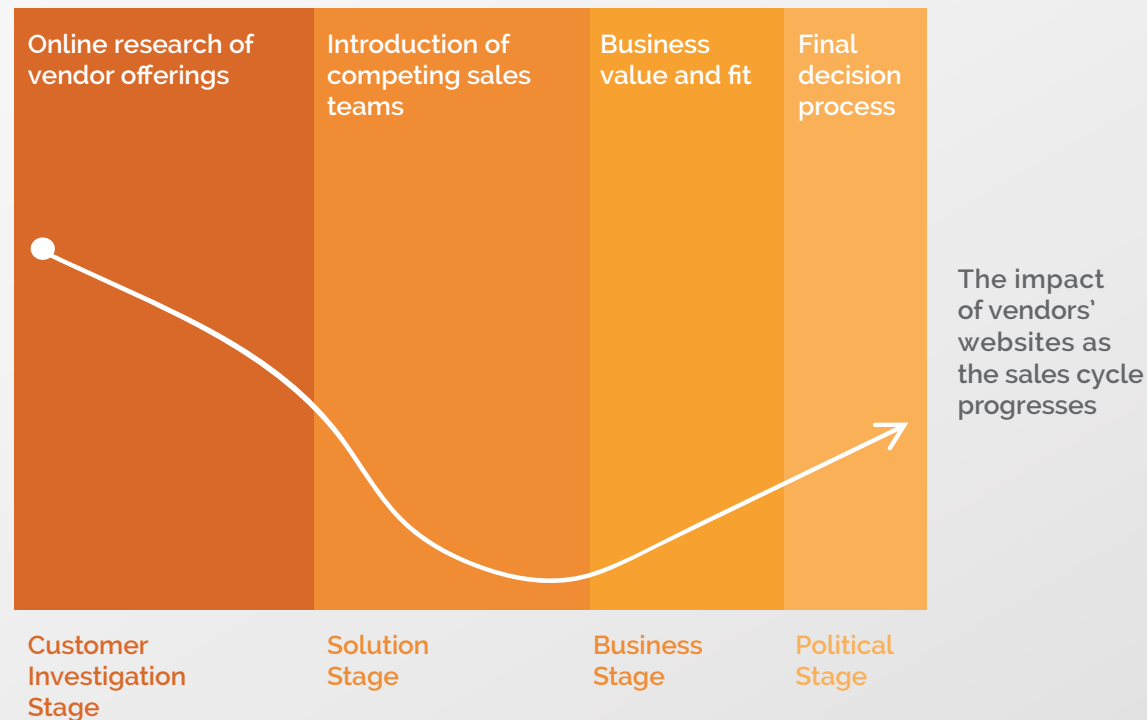 Online research of
vendor offerings
Introduction of
competing sales
teams
Business
value and fit
Final
decision
process
The impact
of vendors’
websites as
the sales cycle
progresses
Customer
Investigation
Stage
Solution
Stage
Business
Stage
Political
Stage